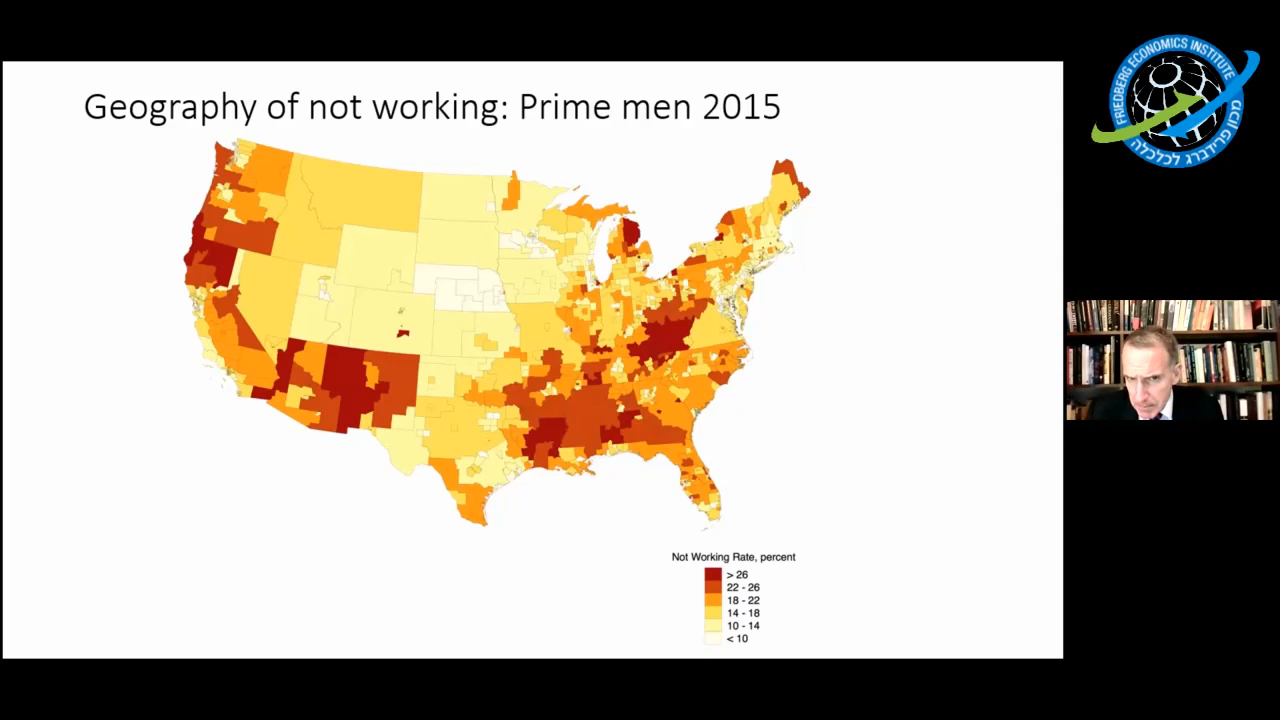 Geography of not working: Prime men 2015
FRIEDBERG ECONOMICS INSTITUTE
מכון פרידברג לכלכלה
Not Working Rate, percent
> 26
22 - 26
18 - 22
14 - 18
10 - 14
< 10